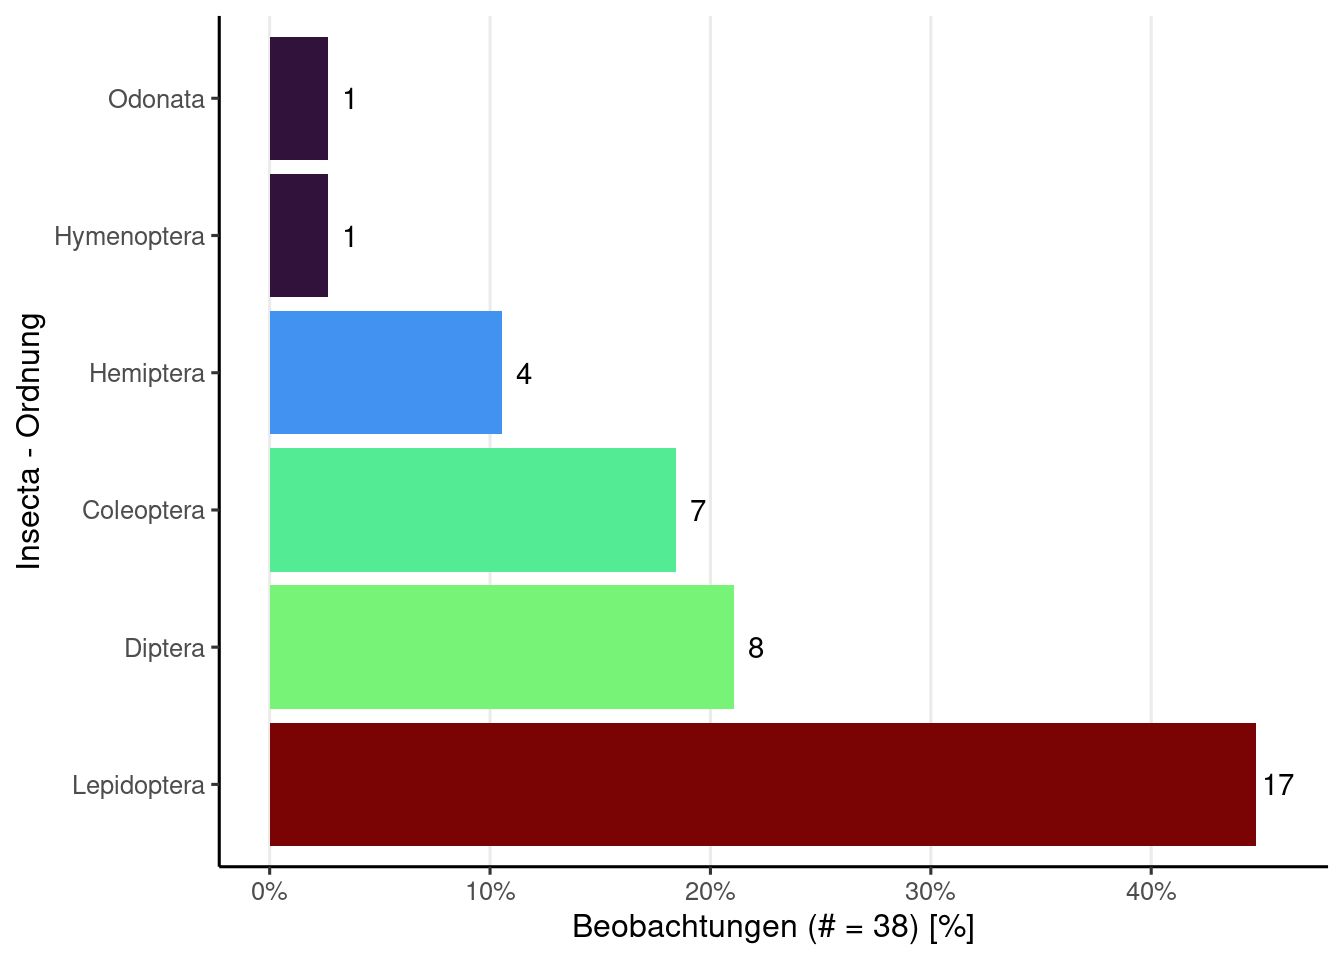 Odonata 1
Hymenoptera 1
Hemiptera 4
Coleoptera 7
Diptera 8
Lepidoptera 17
Insecta - Ordnung
0% 10% 20% 30% 40%
Beobachtungen (# = 38) [%]